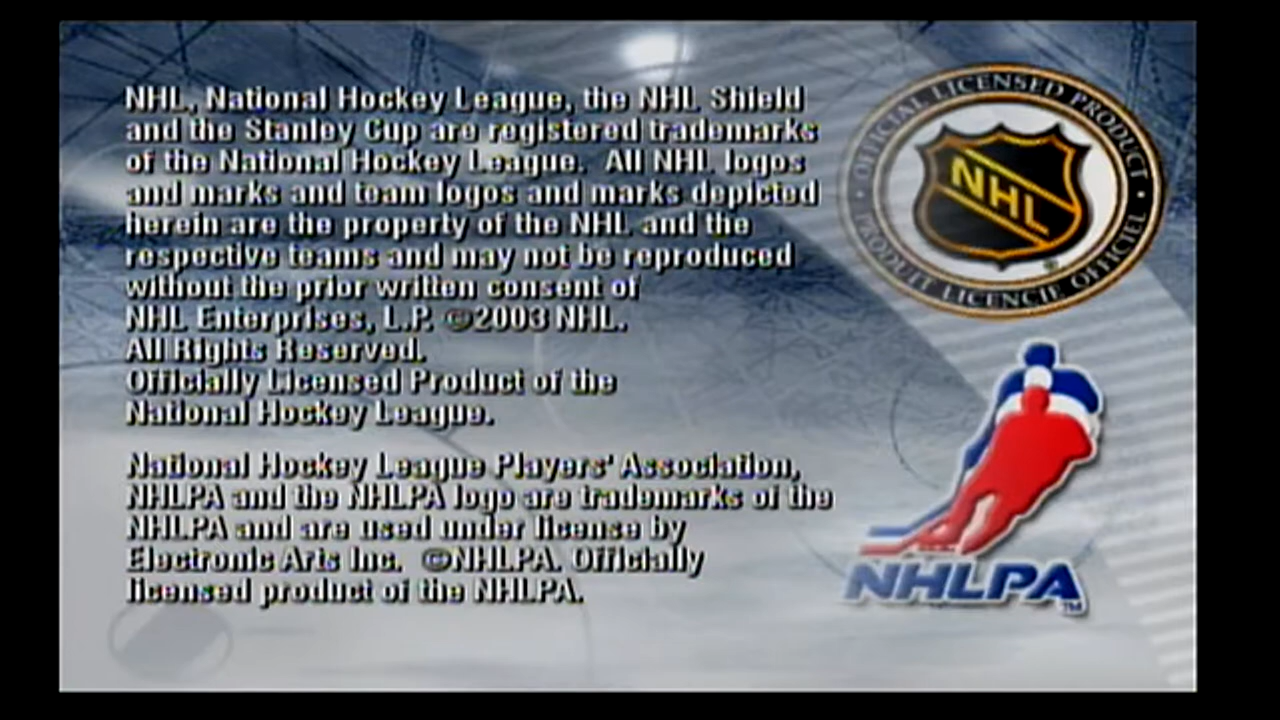 NHL, National Hockey League, the NHL Shield
and the Stanley Cup are registered trademarks
of the National Hockey League. All NHL logos
and marks and team logos and marks depicted
herein are the property of the NHL and the
respective teams and may not be reproduced
without the prior written consent of
NHL Enterprises, L.P. ©2003 NHL.
All Rights Reserved.
Officially Licensed Product of the
National Hockey League.
National Hockey League Players' Association,
NHLPA and the NHLPA logo are trademarks of the
NHLPA and are used under license by
Electronic Arts Inc. ©NHLPA. Officially
licensed product of the NHLPA.
• OFFICIAL LICENSED PRODUCT •
NHL
®
PRODUIT LICENCIE OFFICIEL
NHLPA
TM